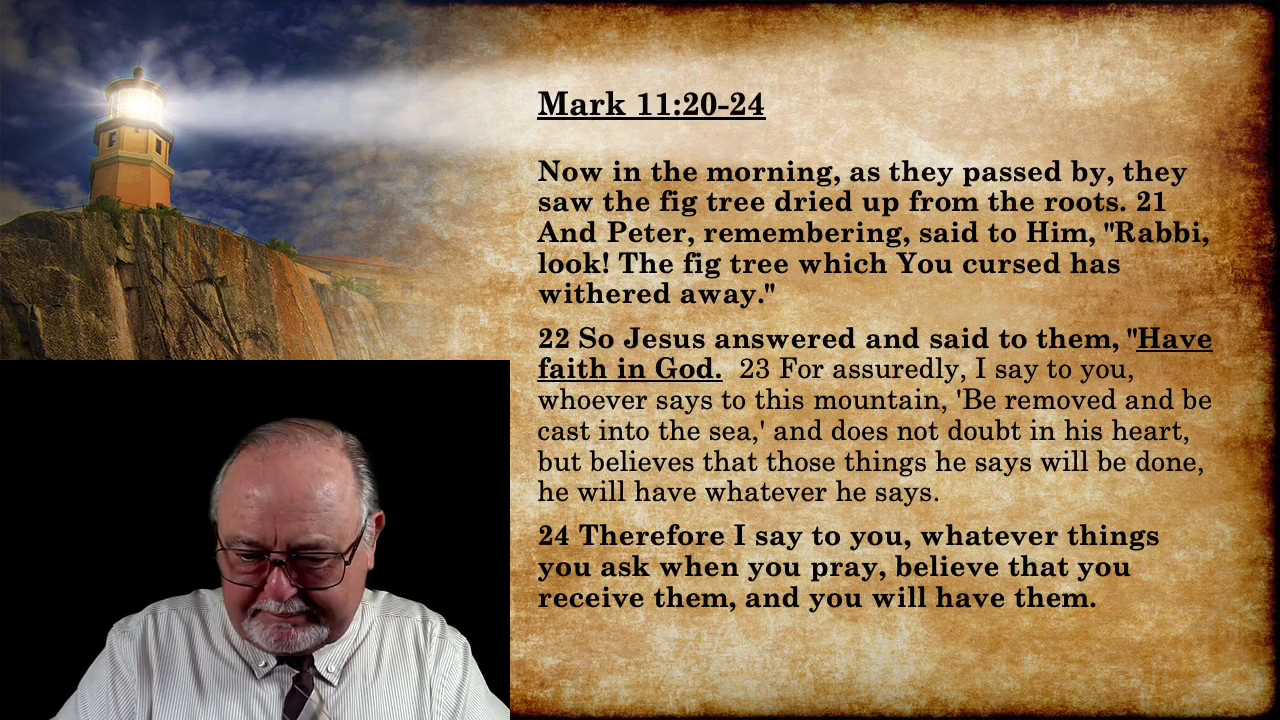 Mark 11:20-24
Now in the morning, as they passed by, they
saw the fig tree dried up from the roots. 21
And Peter, remembering, said to Him, "Rabbi,
look! The fig tree which You cursed has
withered away."
22 So Jesus answered and said to them, "Have
faith in God.  23 For assuredly, I say to you,
whoever says to this mountain, 'Be removed and be
cast into the sea,' and does not doubt in his heart,
but believes that those things he says will be done,
he will have whatever he says.
24 Therefore I say to you, whatever things
you ask when you pray, believe that you
receive them, and you will have them.